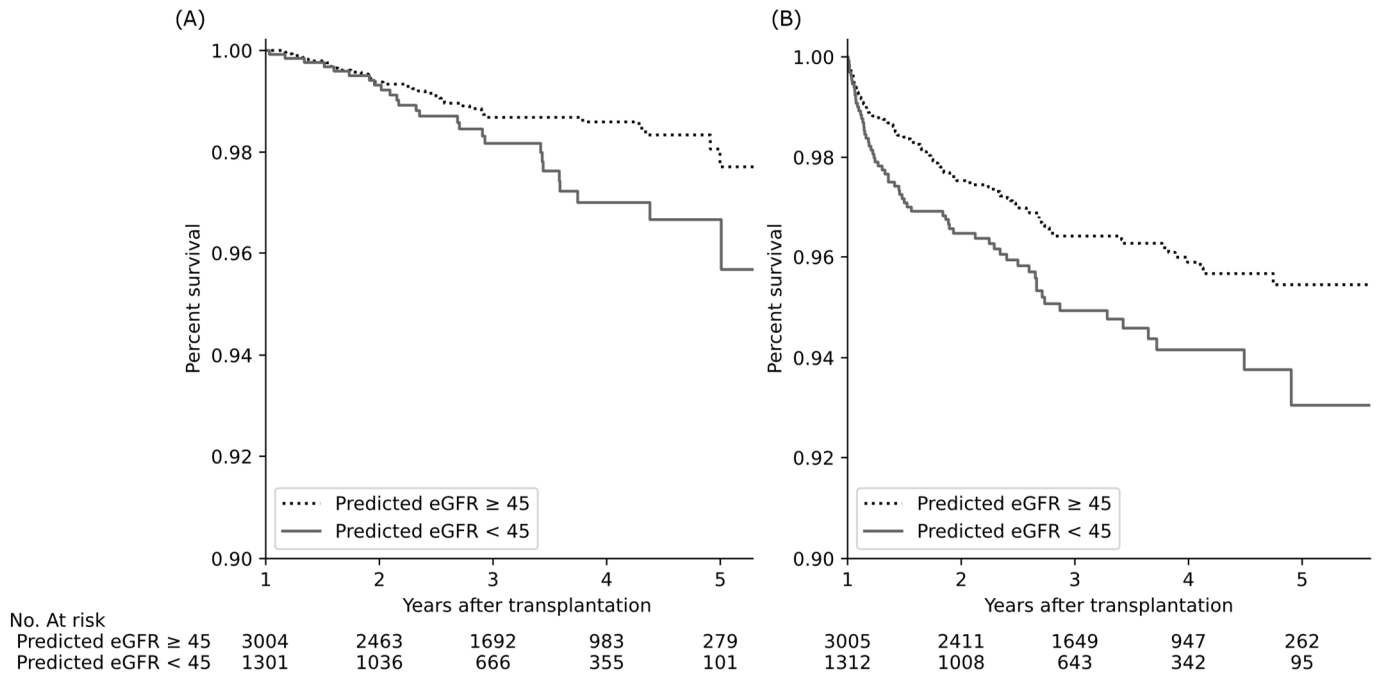 (A)
(B)
Percent survival
1.00
0.98
0.96
0.94
0.92
0.90
Predicted eGFR ≥ 45
Predicted eGFR < 45
1 2 3 4 5
Years after transplantation
Percent survival
1.00
0.98
0.96
0.94
0.92
0.90
Predicted eGFR ≥ 45
Predicted eGFR < 45
1 2 3 4 5
Years after transplantation
No. At risk
Predicted eGFR ≥ 45 3004 2463 1692 983 279 3005 2411 1649 947 262
Predicted eGFR < 45 1301 1036 666 355 101 1312 1008 643 342 95